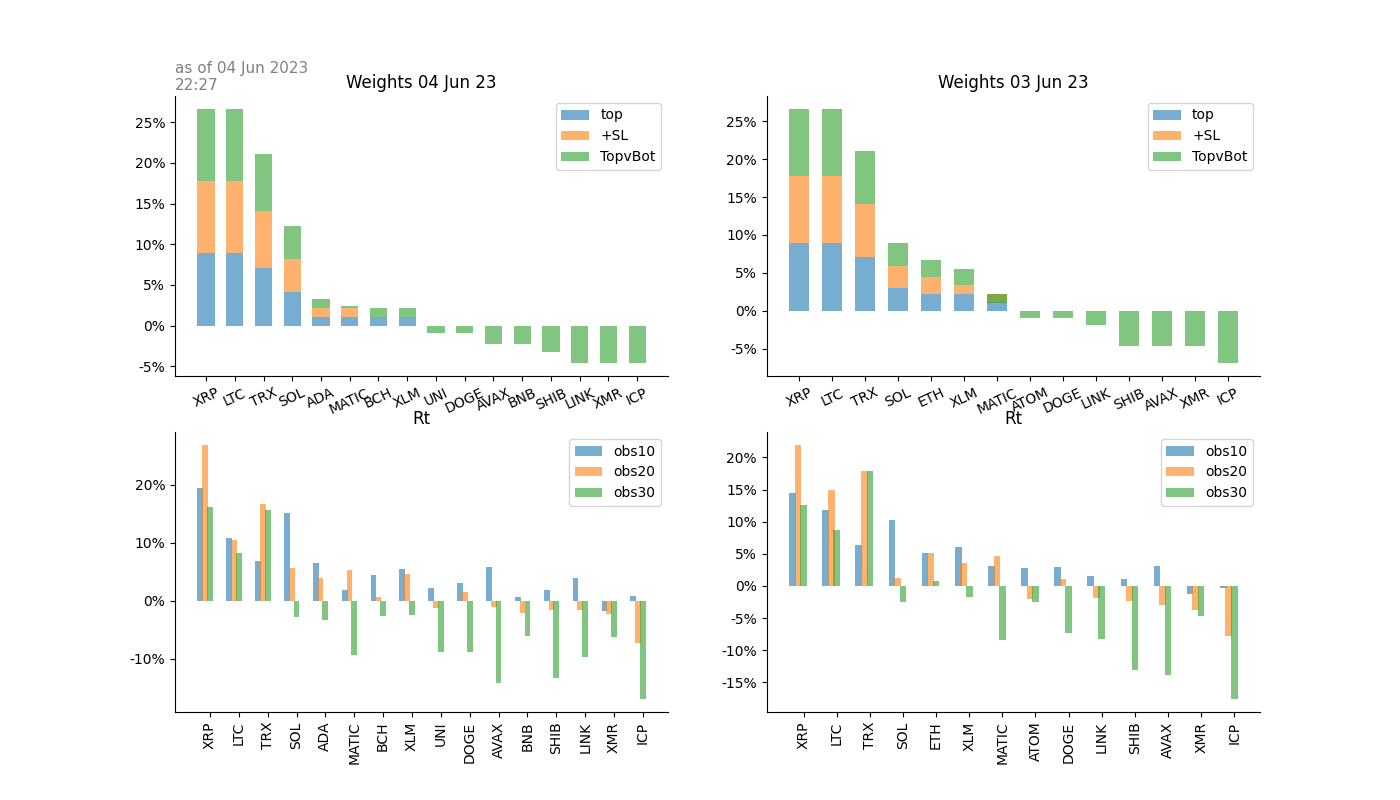 as of 04 Jun 2023
22:27
Weights 04 Jun 23
25%
20%
15%
10%
5%
0%
-5%
top
+SL
TopvBot
XRP LTC TRX SOL ADA MATIC BCH XLM UNI DOGE AVAX BNB SHIB LINK XMR ICP
Weights 03 Jun 23
25%
20%
15%
10%
5%
0%
-5%
top
+SL
TopvBot
XRP LTC TRX SOL ETH XLM MATIC ATOM DOGE LINK SHIB AVAX XMR ICP
Rt
20%
10%
0%
-10%
obs10
obs20
obs30
XRP LTC TRX SOL ADA MATIC BCH XLM UNI DOGE AVAX BNB SHIB LINK XMR ICP
Rt
20%
15%
10%
5%
0%
-5%
-10%
-15%
obs10
obs20
obs30
XRP LTC TRX SOL ETH XLM MATIC ATOM DOGE LINK SHIB AVAX XMR ICP